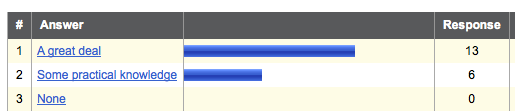 # Answer Response
1 A great deal 13
2 Some practical knowledge 6
3 None 0